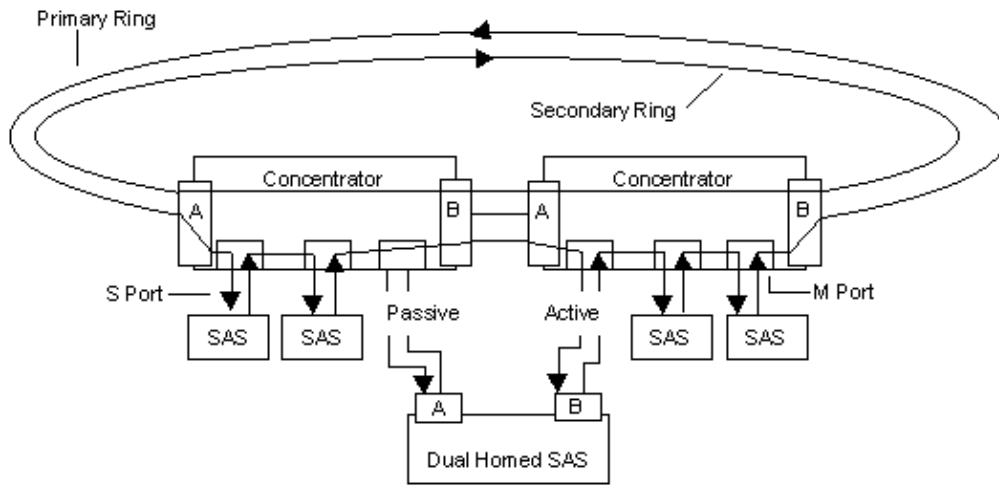 Primary Ring
Secondary Ring
Concentrator
Concentrator
A
B
A
B
S Port
M Port
Passive
Active
SAS
SAS
SAS
SAS
A
B
Dual Homed SAS